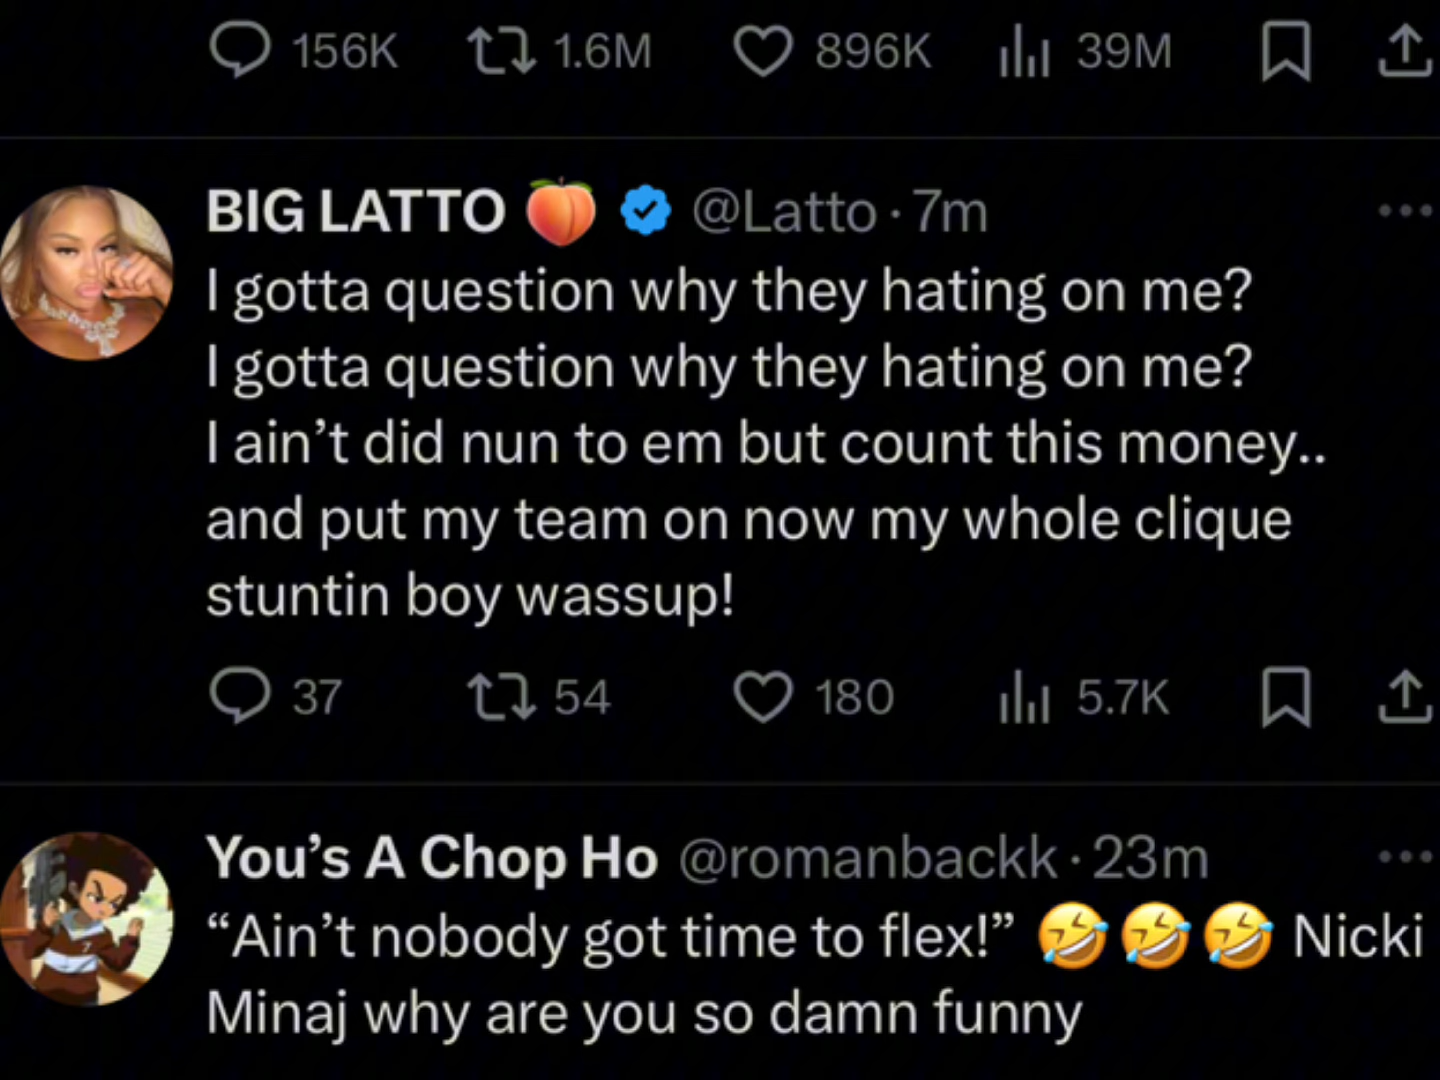 156K 1.6M 896K 39M
BIG LATTO 🍑 @Latto · 7m
I gotta question why they hating on me?
I gotta question why they hating on me?
I ain’t did nun to em but count this money..
and put my team on now my whole clique
stuntin boy wassup!
37 54 180 5.7K
You’s A Chop Ho @romanbackk · 23m
“Ain’t nobody got time to flex!” 🤣🤣🤣 Nicki
Minaj why are you so damn funny